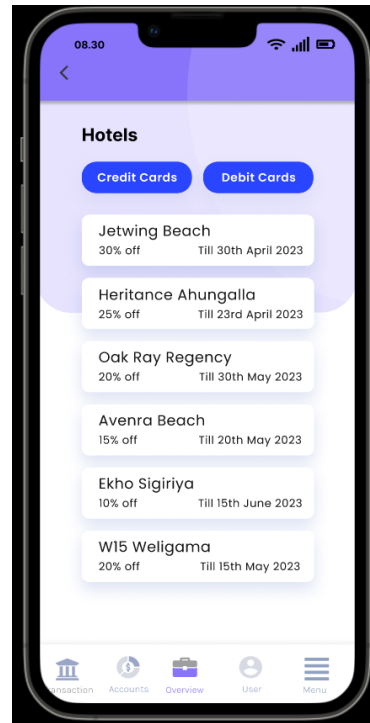 08.30
Hotels
Credit Cards Debit Cards
Jetwing Beach
30% off Till 30th April 2023
Heritance Ahungalla
25% off Till 23rd April 2023
Oak Ray Regency
20% off Till 30th May 2023
Avenra Beach
15% off Till 20th May 2023
Ekho Sigiriya
10% off Till 15th June 2023
W15 Weligama
20% off Till 15th May 2023
ansaction Accounts Overview User Menu